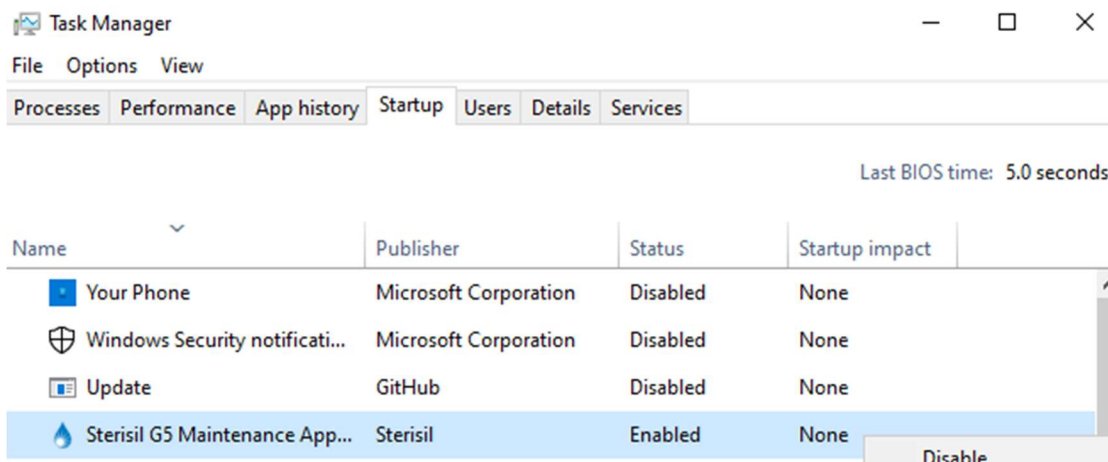 Task Manager
File Options View
Processes Performance App history Startup Users Details Services
Last BIOS time: 5.0 seconds
Name Publisher Status Startup impact
Your Phone Microsoft Corporation Disabled None
Windows Security notificati... Microsoft Corporation Disabled None
Update GitHub Disabled None
Sterisil G5 Maintenance App... Sterisil Enabled None
Disable